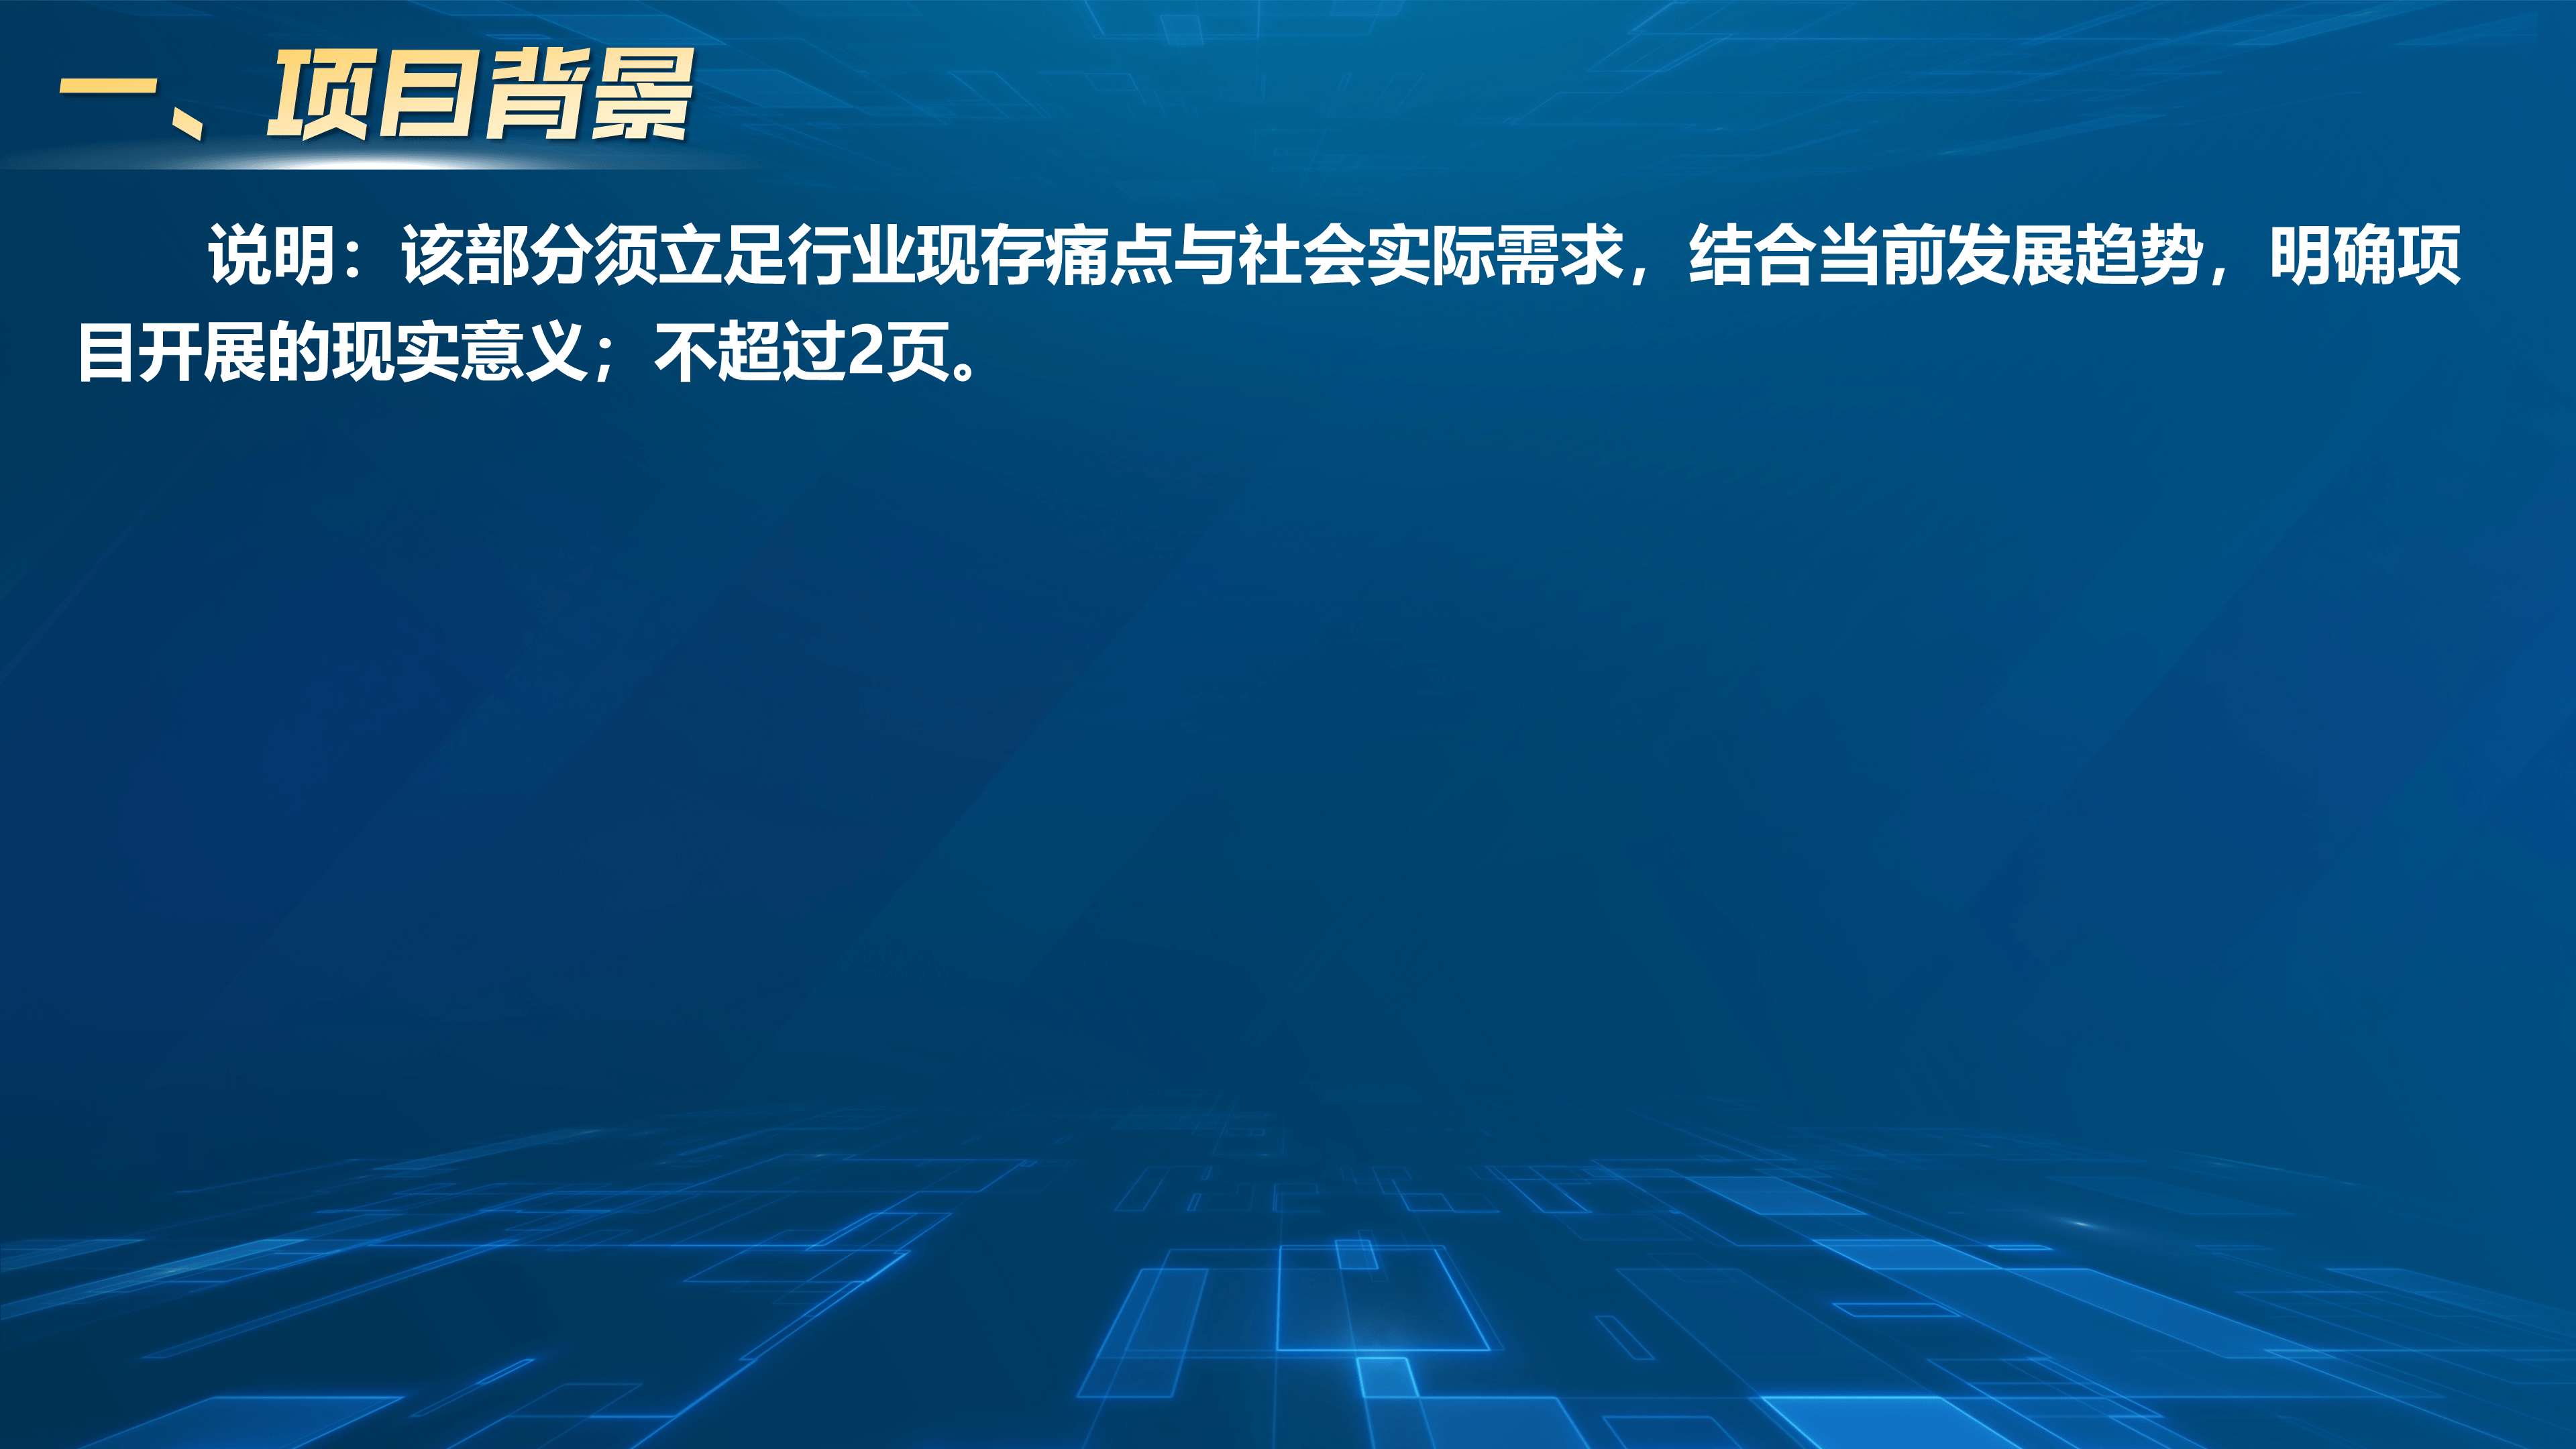 一、项目背景
说明：该部分须立足行业现存痛点与社会实际需求，结合当前发展趋势，明确项
目开展的现实意义；不超过2页。